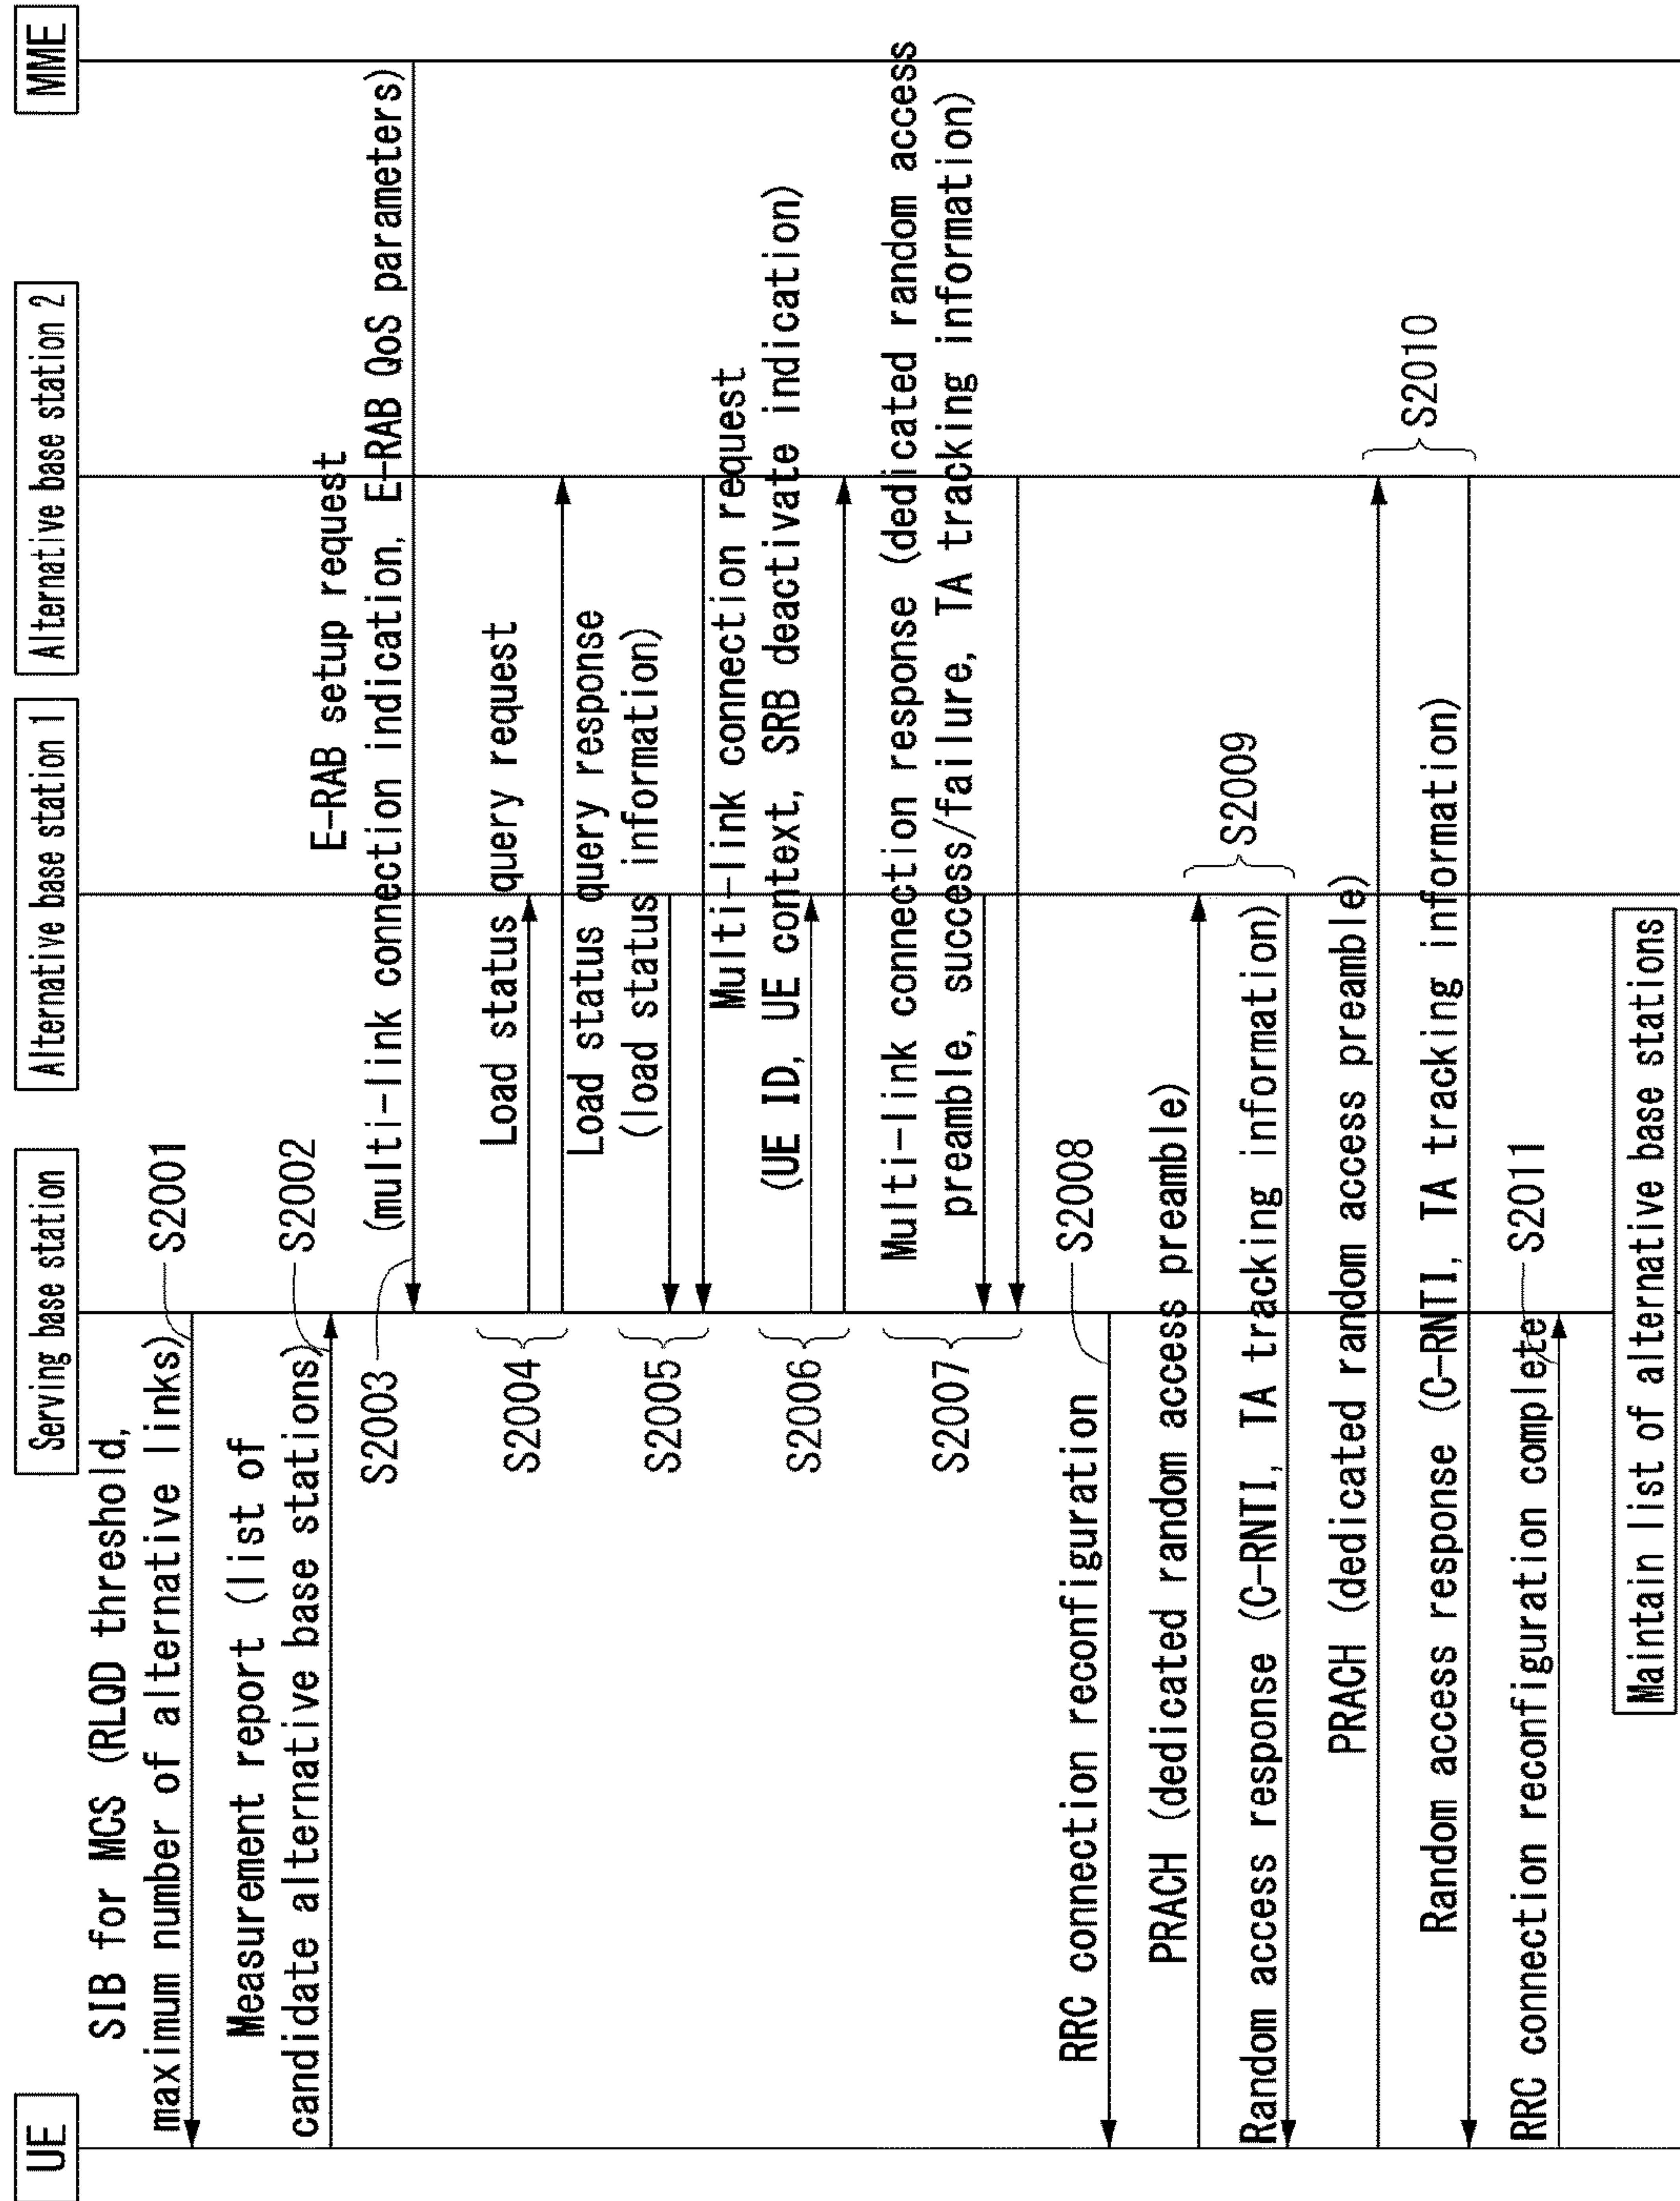 UE
Serving base station
Alternative base station 1
Alternative base station 2
MME
SIB for MCS (RLQD threshold,
maximum number of alternative links)
S2001
Measurement report (list of
candidate alternative base stations)
S2002
E-RAB setup request
(multi-link connection indication, E-RAB QoS parameters)
S2003
Load status query request
S2004
Load status query response
(load status information)
S2005
Multi-link connection request
(UE ID, UE context, SRB deactivate indication)
S2006
Multi-link connection response (dedicated random access
preamble, success/failure, TA tracking information)
S2007
RRC connection reconfiguration
S2008
PRACH (dedicated random access preamble)
Random access response (C-RNTI, TA tracking information)
S2009
PRACH (dedicated random access preamble)
Random access response (C-RNTI, TA tracking information)
S2010
RRC connection reconfiguration complete
S2011
Maintain list of alternative base stations